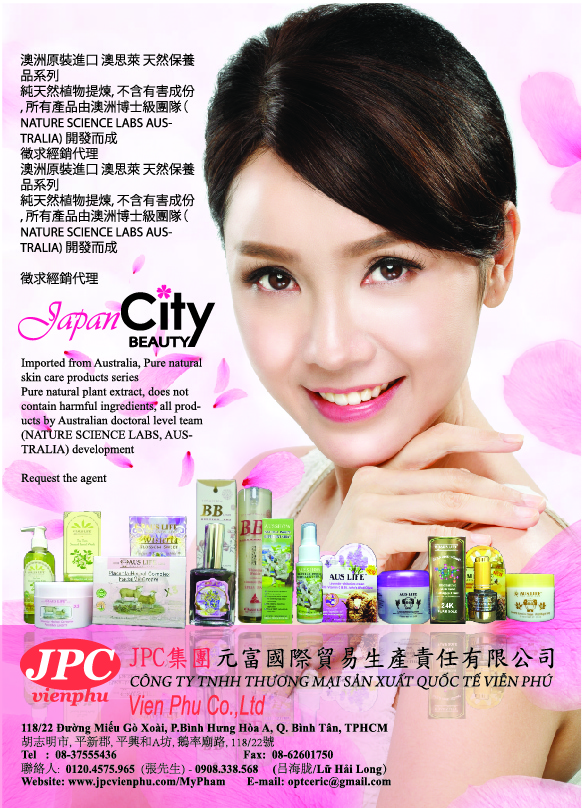 澳洲原裝進口 澳思萊 天然保養
品系列
純天然植物提煉, 不含有害成份
, 所有產品由澳洲博士級團隊 (
NATURE SCIENCE LABS AUS-
TRALIA) 開發而成
徵求經銷代理
澳洲原裝進口 澳思萊 天然保養
品系列
純天然植物提煉, 不含有害成份
, 所有產品由澳洲博士級團隊 (
NATURE SCIENCE LABS AUS-
TRALIA) 開發而成
徵求經銷代理
Japan City
BEAUTY
Imported from Australia, Pure natural
skin care products series
Pure natural plant extract, does not
contain harmful ingredients, all prod-
ucts by Australian doctoral level team
(NATURE SCIENCE LABS, AUS-
TRALIA) development
Request the agent
BB
B.B
AUS LIFE
AUS LIFE
AUS LIFE
AUS LIFE
24K
JPC
vienphu
JPC集團 元富國際貿易生產責任有限公司
CÔNG TY TNHH THƯƠNG MẠI SẢN XUẤT QUỐC TẾ VIÊN PHÚ
Vien Phu Co.,Ltd
118/22 Đường Miếu Gò Xoài, P.Bình Hưng Hòa A, Q. Bình Tân, TPHCM
胡志明市, 平新郡, 平興和A坊, 鵝率廟路, 118/22號
Tel : 08-37555436 Fax: 08-62601750
聯絡人: 0120.4575.965 (張先生) - 0908.338.568 (吕海胧/Lữ Hải Long)
Website: www.jpcvienphu.com/MyPham E-mail: optceric@gmail.com